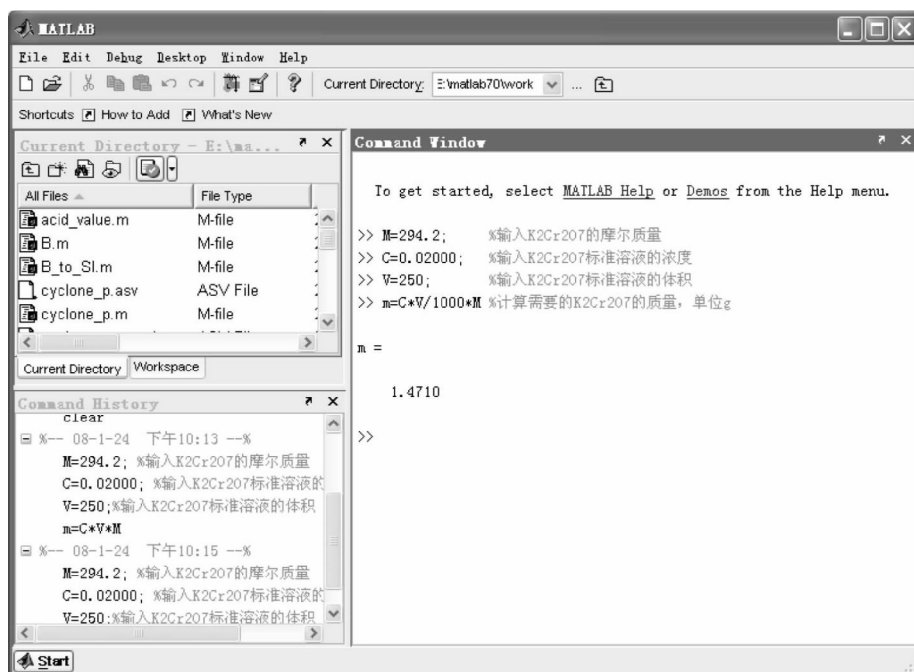 MATLAB
File Edit Debug Desktop Window Help
Current Directory: E:\matlab70\work ...
Shortcuts How to Add What's New
Current Directory - E:\ma...
All Files File Type
acid_value.m M-file
B.m M-file
B_to_SI.m M-file
cyclone_p.asv ASV File
cyclone_p.m M-file
Current Directory Workspace
Command History
clear
%-- 08-1-24 下午10:13 --%
M=294.2; %输入K2Cr2O7的摩尔质量
C=0.02000; %输入K2Cr2O7标准溶液的
V=250;%输入K2Cr2O7标准溶液的体积
m=C*V*M
%-- 08-1-24 下午10:15 --%
M=294.2; %输入K2Cr2O7的摩尔质量
C=0.02000; %输入K2Cr2O7标准溶液的
V=250;%输入K2Cr2O7标准溶液的体积
Command Window
To get started, select MATLAB Help or Demos from the Help menu.
>> M=294.2; %输入K2Cr2O7的摩尔质量
>> C=0.02000; %输入K2Cr2O7标准溶液的浓度
>> V=250; %输入K2Cr2O7标准溶液的体积
>> m=C*V/1000*M %计算需要的K2Cr2O7的质量，单位g
m =
1.4710
>>
Start